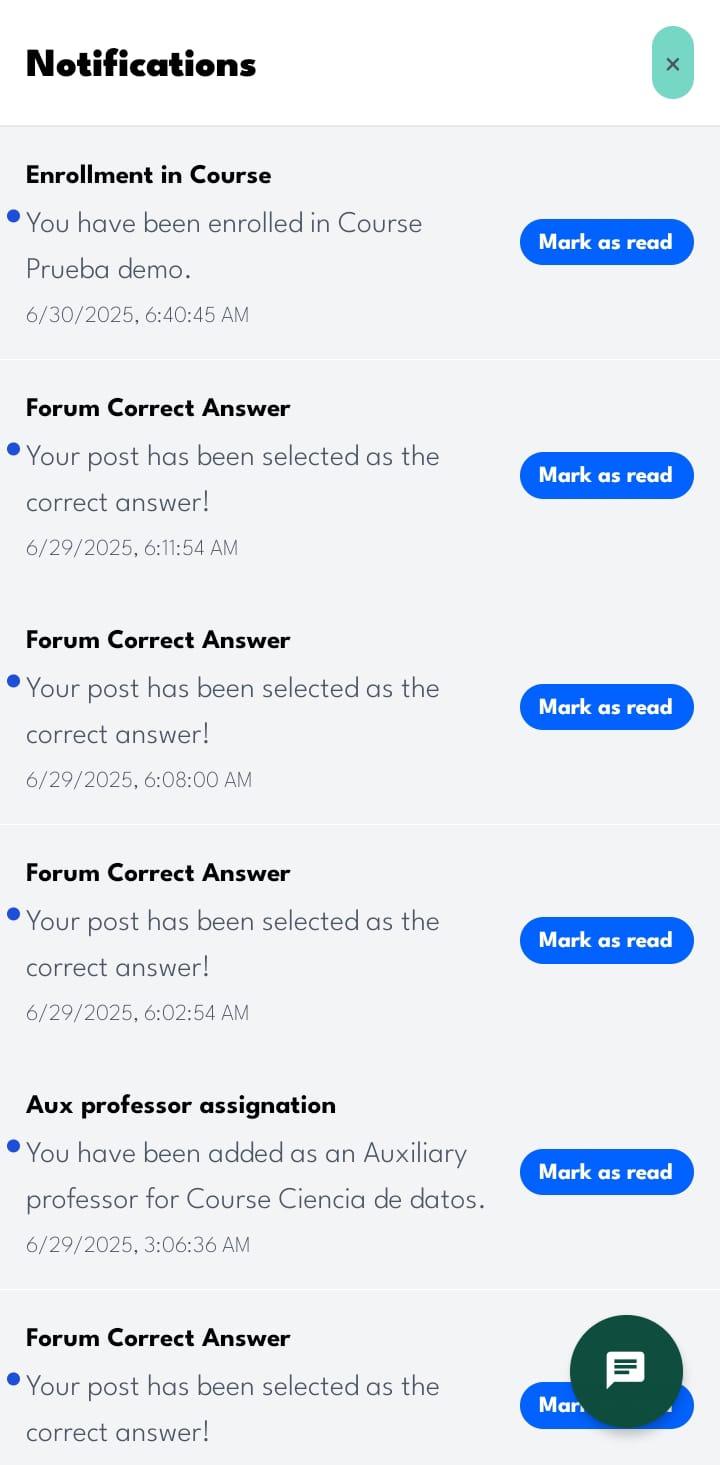 Notifications
×
Enrollment in Course
You have been enrolled in Course
Prueba demo.
Mark as read
6/30/2025, 6:40:45 AM
Forum Correct Answer
Your post has been selected as the
correct answer!
Mark as read
6/29/2025, 6:11:54 AM
Forum Correct Answer
Your post has been selected as the
correct answer!
Mark as read
6/29/2025, 6:08:00 AM
Forum Correct Answer
Your post has been selected as the
correct answer!
Mark as read
6/29/2025, 6:02:54 AM
Aux professor assignation
You have been added as an Auxiliary
professor for Course Ciencia de datos.
Mark as read
6/29/2025, 3:06:36 AM
Forum Correct Answer
Your post has been selected as the
correct answer!